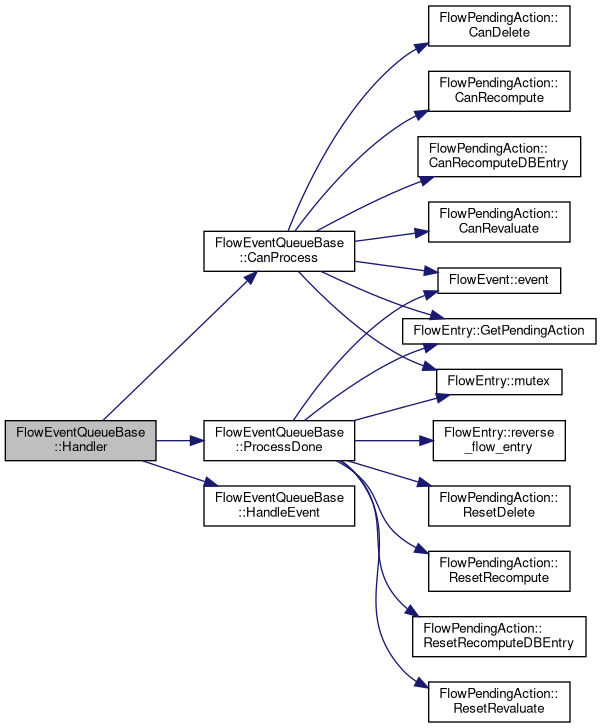 FlowPendingAction::
CanDelete
FlowPendingAction::
CanRecompute
FlowPendingAction::
CanRecomputeDBEntry
FlowPendingAction::
CanRevaluate
FlowEventQueueBase
::CanProcess
FlowEvent::event
FlowEntry::GetPendingAction
FlowEntry::mutex
FlowEventQueueBase
::Handler
FlowEventQueueBase
::ProcessDone
FlowEntry::reverse
_flow_entry
FlowEventQueueBase
::HandleEvent
FlowPendingAction::
ResetDelete
FlowPendingAction::
ResetRecompute
FlowPendingAction::
ResetRecomputeDBEntry
FlowPendingAction::
ResetRevaluate